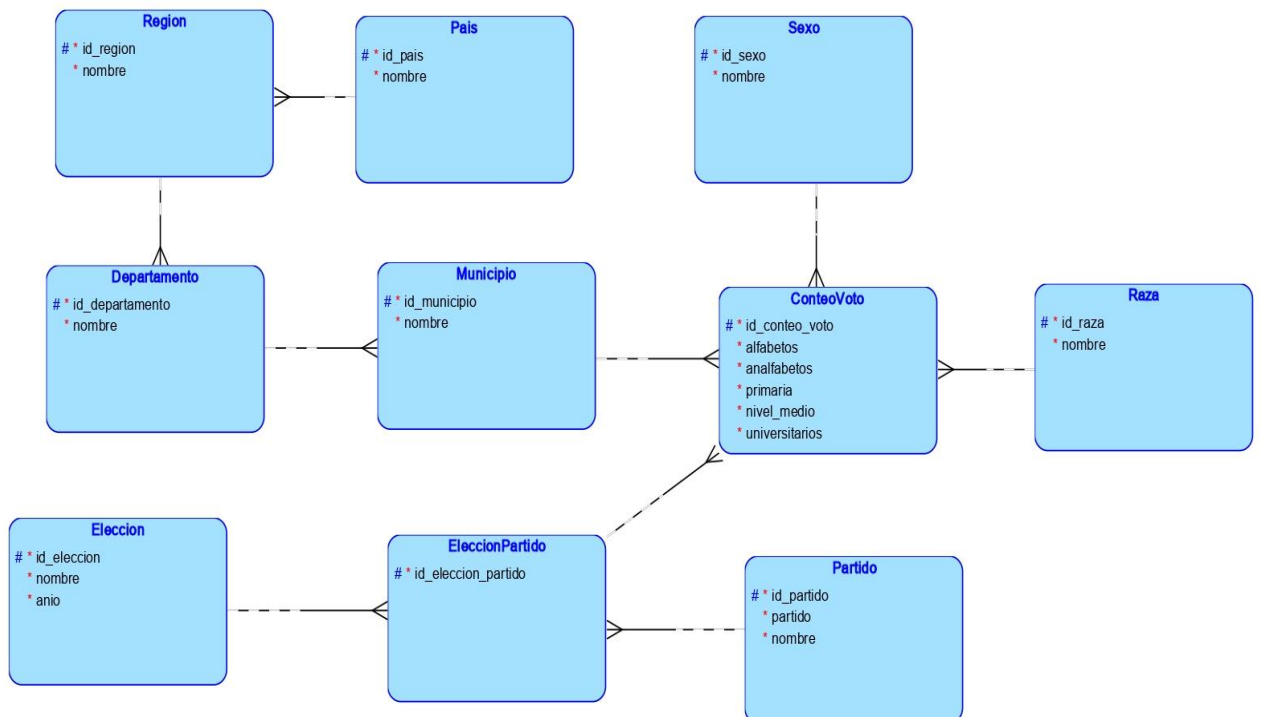 Region
# * id_region
* nombre
Pais
# * id_pais
* nombre
Sexo
# * id_sexo
* nombre
Departamento
# * id_departamento
* nombre
Municipio
# * id_municipio
* nombre
ConteoVoto
# * id_conteo_voto
* alfabetos
* analfabetos
* primaria
* nivel_medio
* universitarios
Raza
# * id_raza
* nombre
Eleccion
# * id_eleccion
* nombre
* anio
EleccionPartido
# * id_eleccion_partido
Partido
# * id_partido
* partido
* nombre